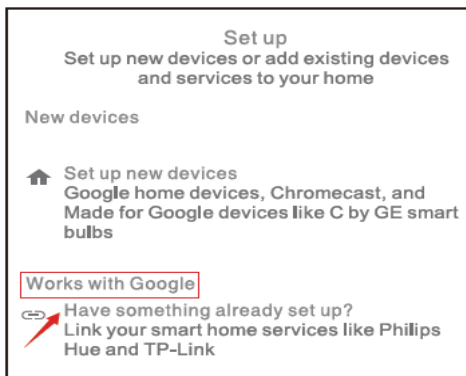 Set up
Set up new devices or add existing devices
and services to your home
New devices
Set up new devices
Google home devices, Chromecast, and
Made for Google devices like C by GE smart
bulbs
Works with Google
Have something already set up?
Link your smart home services like Philips
Hue and TP-Link